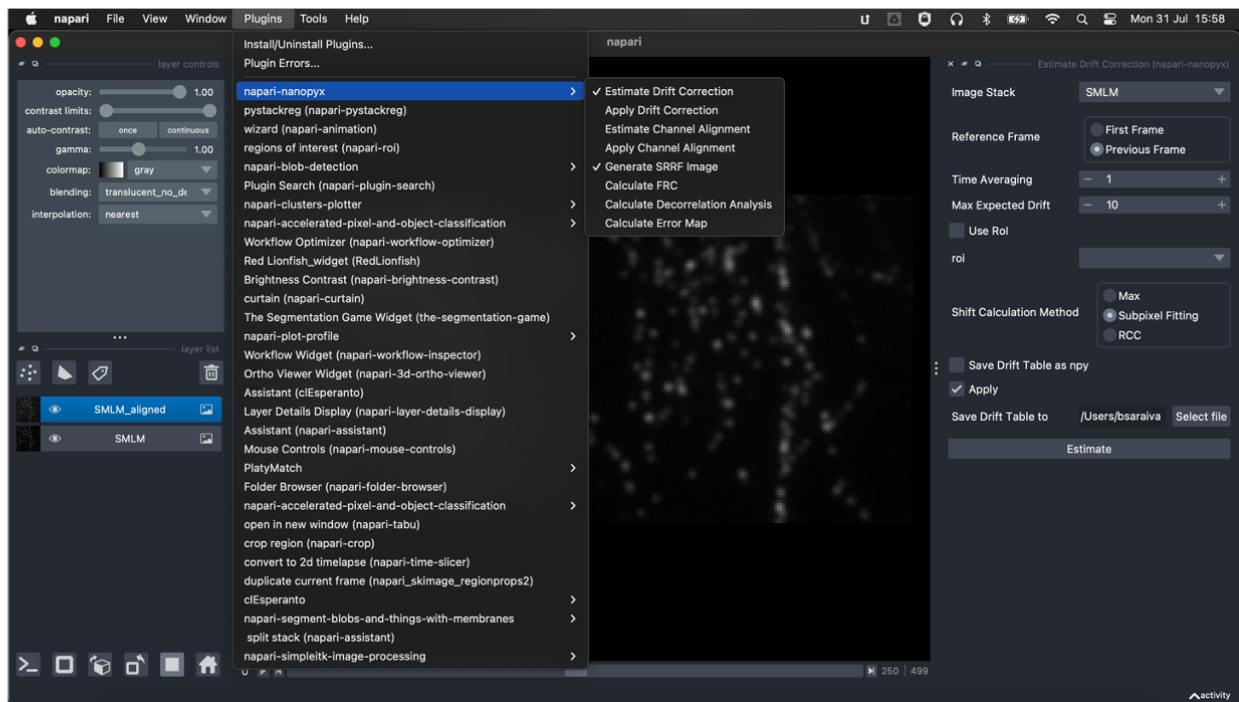 napari File View Window Plugins Tools Help Mon 31 Jul 15:58
napari
layer controls
opacity: 1.00
contrast limits:
auto-contrast: once continuous
gamma: 1.00
colormap: gray
blending: translucent_no_de
interpolation: nearest
layer list
SMLM_aligned
SMLM
Install/Uninstall Plugins...
Plugin Errors...
napari-nanopyx
pystackreg (napari-pystackreg)
wizard (napari-animation)
regions of interest (napari-roi)
napari-blob-detection
Plugin Search (napari-plugin-search)
napari-clusters-plotter
napari-accelerated-pixel-and-object-classification
Workflow Optimizer (napari-workflow-optimizer)
Red Lionfish_widget (RedLionfish)
Brightness Contrast (napari-brightness-contrast)
curtain (napari-curtain)
The Segmentation Game Widget (the-segmentation-game)
napari-plot-profile
Workflow Widget (napari-workflow-inspector)
Ortho Viewer Widget (napari-3d-ortho-viewer)
Assistant (clEsperanto)
Layer Details Display (napari-layer-details-display)
Assistant (napari-assistant)
Mouse Controls (napari-mouse-controls)
PlatyMatch
Folder Browser (napari-folder-browser)
napari-accelerated-pixel-and-object-classification
open in new window (napari-tabu)
crop region (napari-crop)
convert to 2d timelapse (napari-time-slicer)
duplicate current frame (napari_skimage_regionprops2)
clEsperanto
napari-segment-blobs-and-things-with-membranes
split stack (napari-assistant)
napari-simpleitk-image-processing
Estimate Drift Correction
Apply Drift Correction
Estimate Channel Alignment
Apply Channel Alignment
Generate SRRF Image
Calculate FRC
Calculate Decorrelation Analysis
Calculate Error Map
250 499
Estimate Drift Correction (napari-nanopyx)
Image Stack SMLM
Reference Frame
First Frame
Previous Frame
Time Averaging 1
Max Expected Drift 10
Use RoI
roi
Shift Calculation Method
Max
Subpixel Fitting
RCC
Save Drift Table as npy
Apply
Save Drift Table to /Users/bsaraiva Select file
Estimate
activity